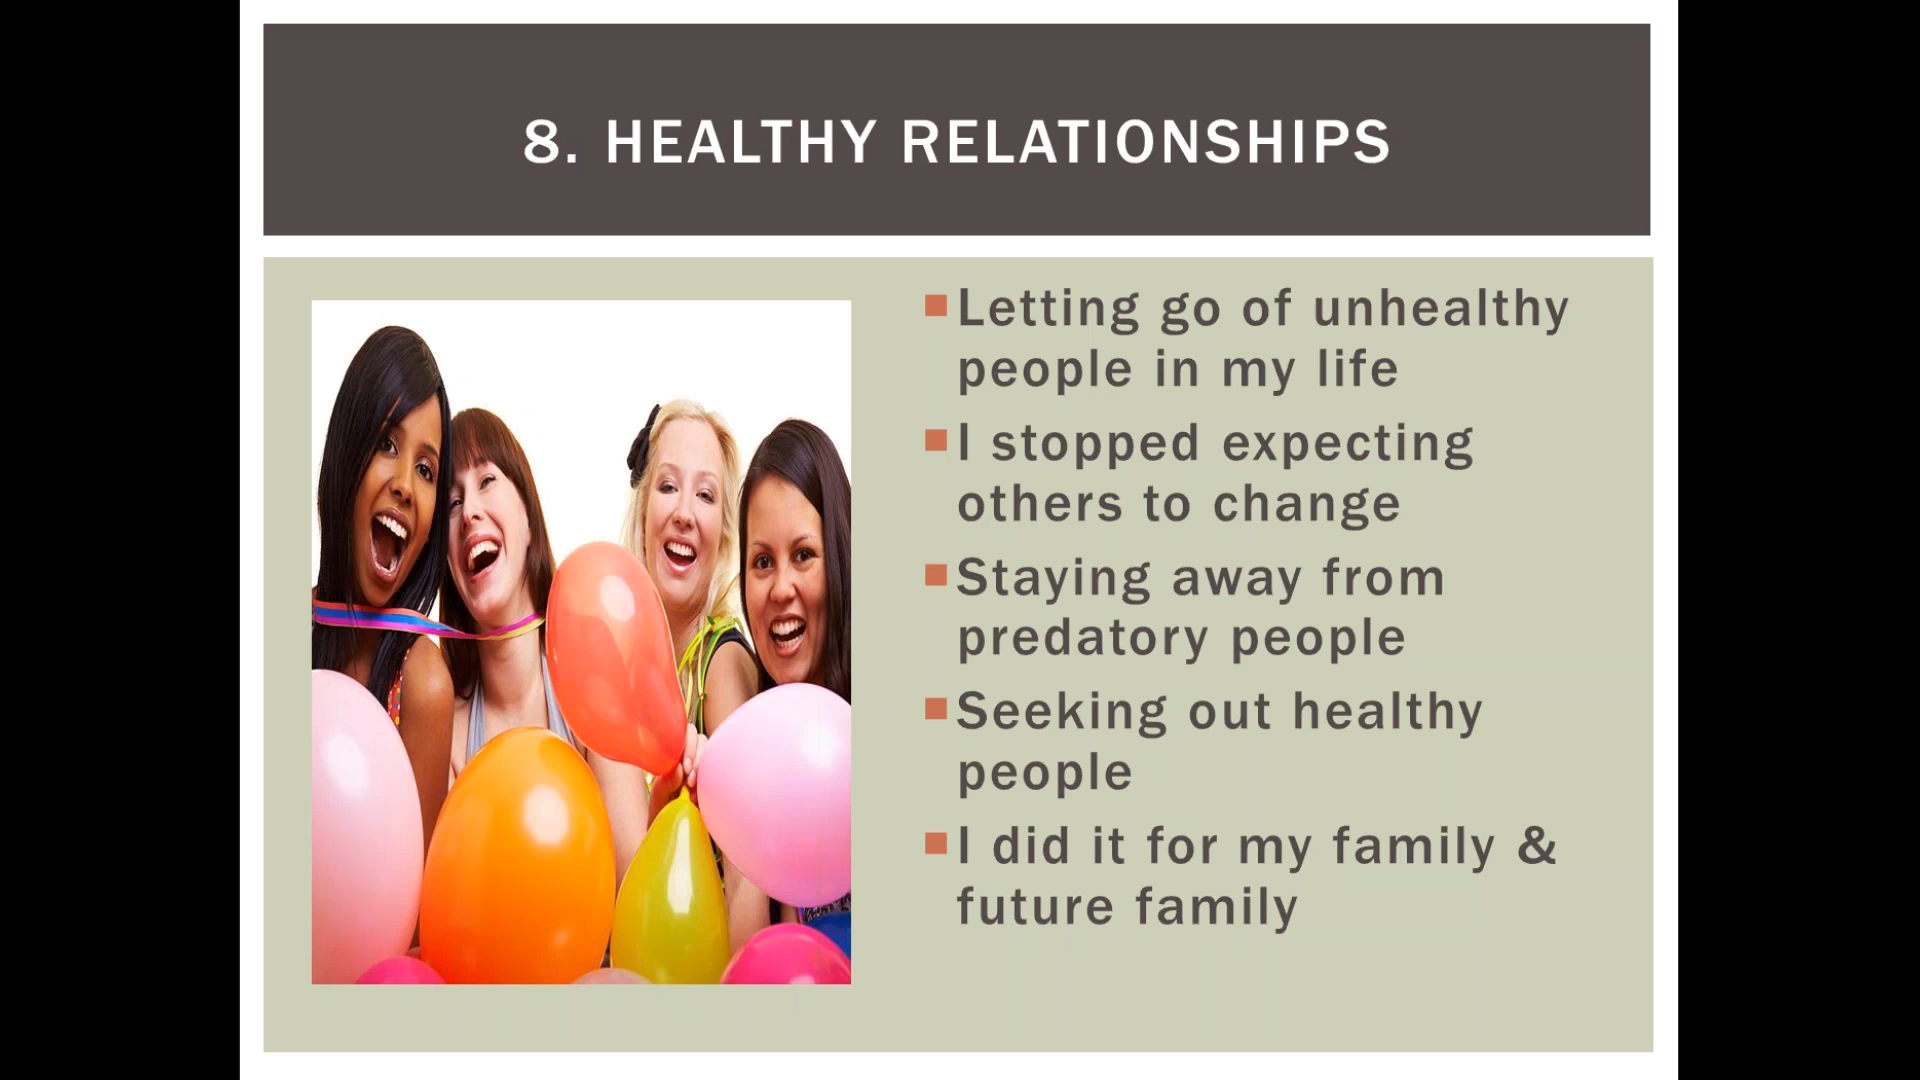 8. HEALTHY RELATIONSHIPS
Letting go of unhealthy
people in my life
I stopped expecting
others to change
Staying away from
predatory people
Seeking out healthy
people
I did it for my family &
future family